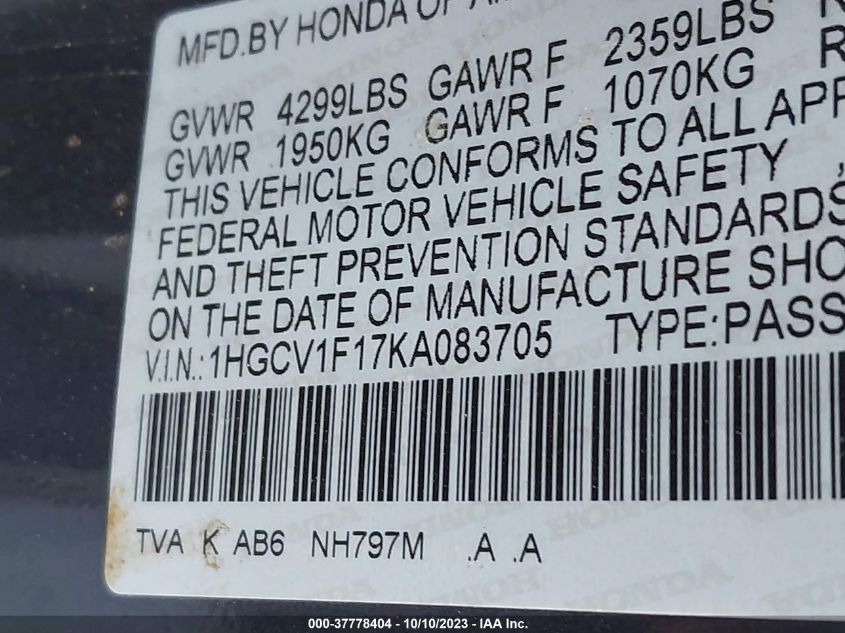 MFD.BY HONDA OF
GVWR 4299LBS GAWR F 2359LBS
GVWR 1950KG GAWR F 1070KG R
THIS VEHICLE CONFORMS TO ALL APP
FEDERAL MOTOR VEHICLE SAFETY
AND THEFT PREVENTION STANDARDS
ON THE DATE OF MANUFACTURE SHO
V.I.N.: 1HGCV1F17KA083705 TYPE:PASS
TVA K AB6 NH797M .A .A
000-37778404 - 10/10/2023 - IAA Inc.